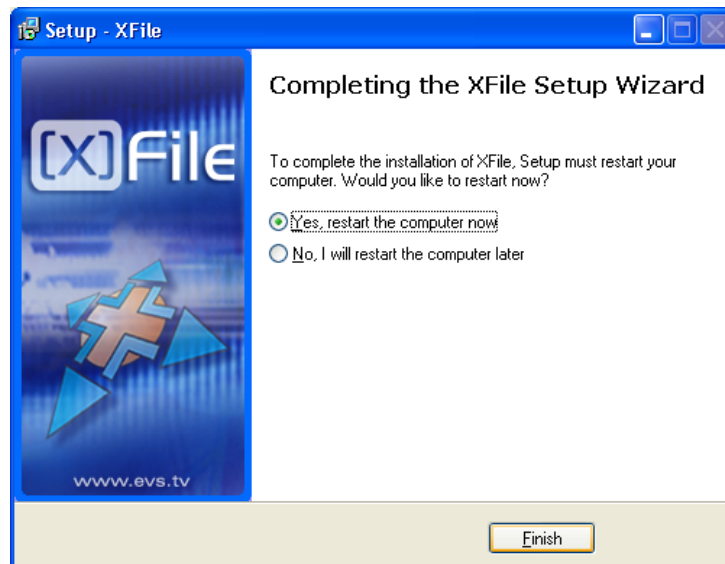 Setup - XFile
[X]File
www.evs.tv
Completing the XFile Setup Wizard
To complete the installation of XFile, Setup must restart your
computer. Would you like to restart now?
Yes, restart the computer now
No, I will restart the computer later
Finish